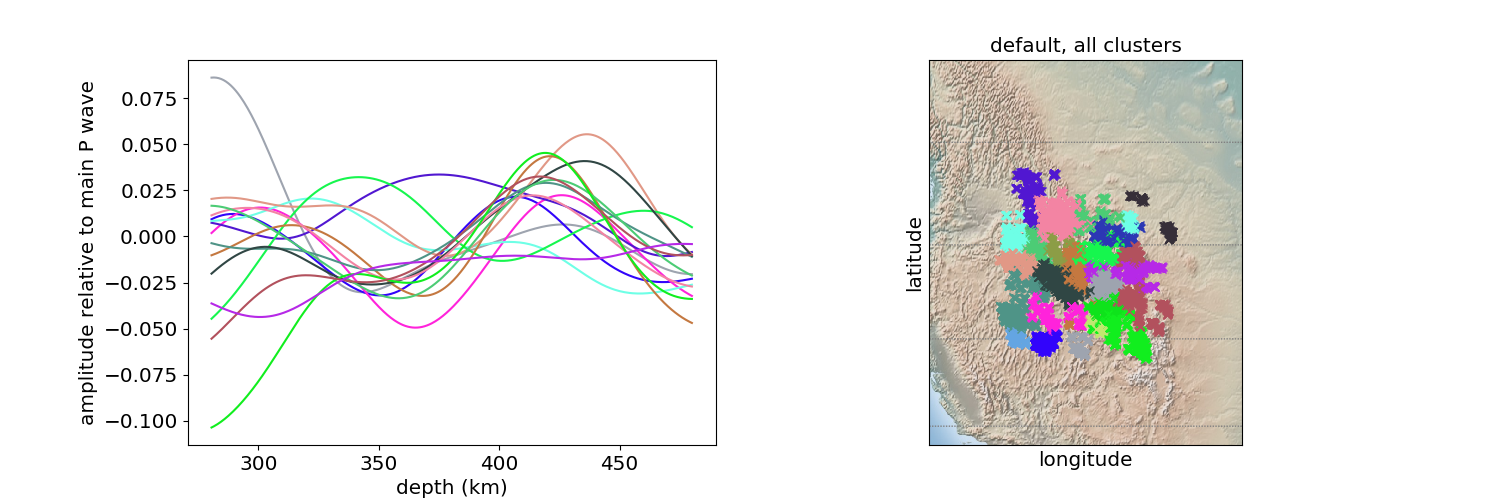 default, all clusters
amplitude relative to main P wave
0.075
0.050
0.025
0.000
−0.025
−0.050
−0.075
−0.100
300
350
400
450
depth (km)
latitude
longitude